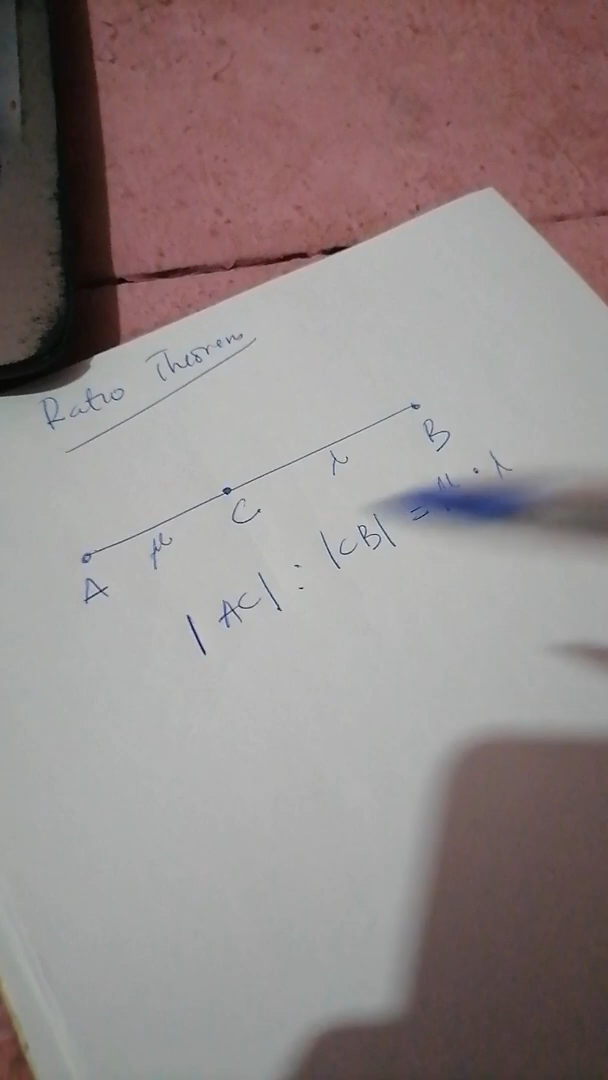 Ratio Theorem
A μ C λ B
|AC| : |CB| = μ : λ